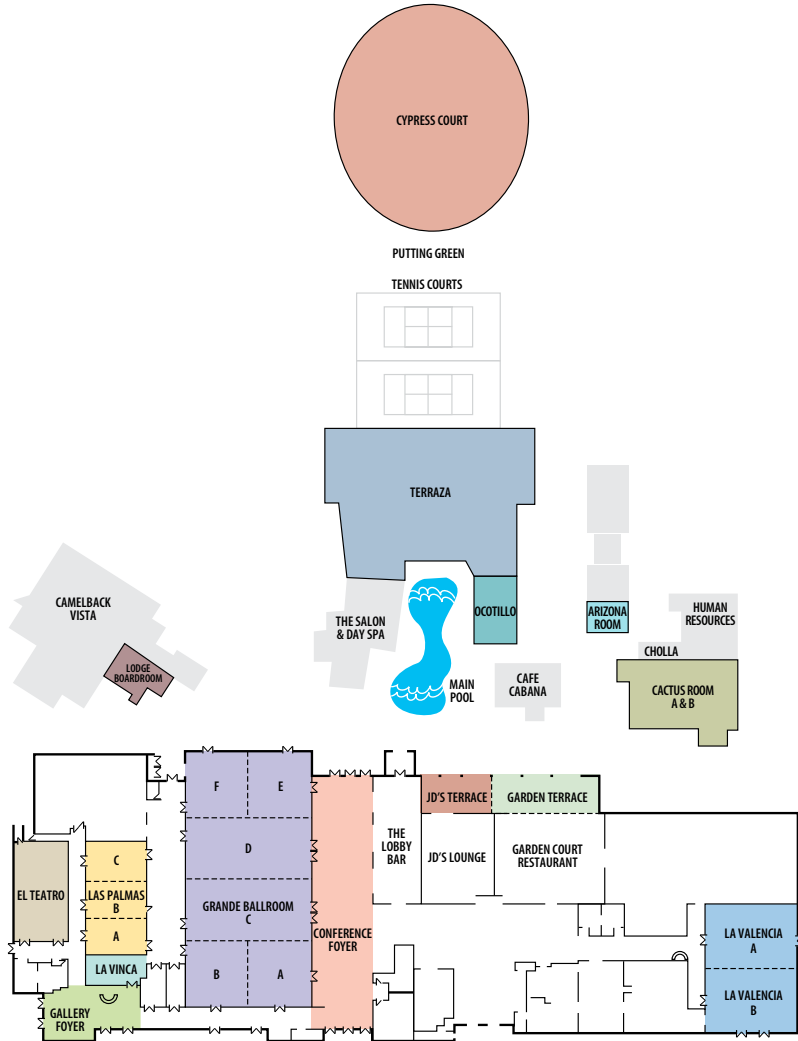 CYPRESS COURT
PUTTING GREEN
TENNIS COURTS
TERRAZA
CAMELBACK
VISTA
LODGE
BOARDROOM
THE SALON
& DAY SPA
OCOTILLO
ARIZONA
ROOM
HUMAN
RESOURCES
CHOLLA
MAIN
POOL
CAFE
CABANA
CACTUS ROOM
A & B
F
E
JD'S TERRACE
GARDEN TERRACE
D
THE
LOBBY
BAR
JD'S LOUNGE
GARDEN COURT
RESTAURANT
C
EL TEATRO
LAS PALMAS
B
A
GRANDE BALLROOM
C
CONFERENCE
FOYER
LA VALENCIA
A
LA VINCA
B
A
LA VALENCIA
B
GALLERY
FOYER